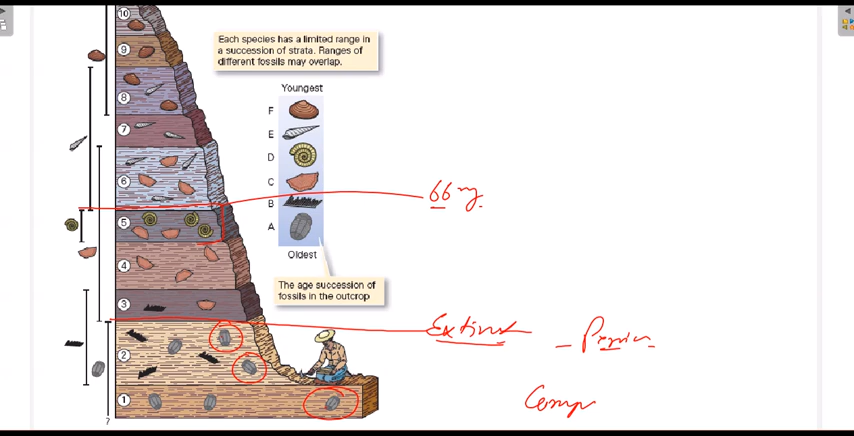 10
Each species has a limited range in
a succession of strata. Ranges of
different fossils may overlap.
9
Youngest
8
F
E
7
D
C
6
66 my.
B
5
A
Oldest
4
The age succession of
fossils in the outcrop
3
Extinct
2
Comp
1
?